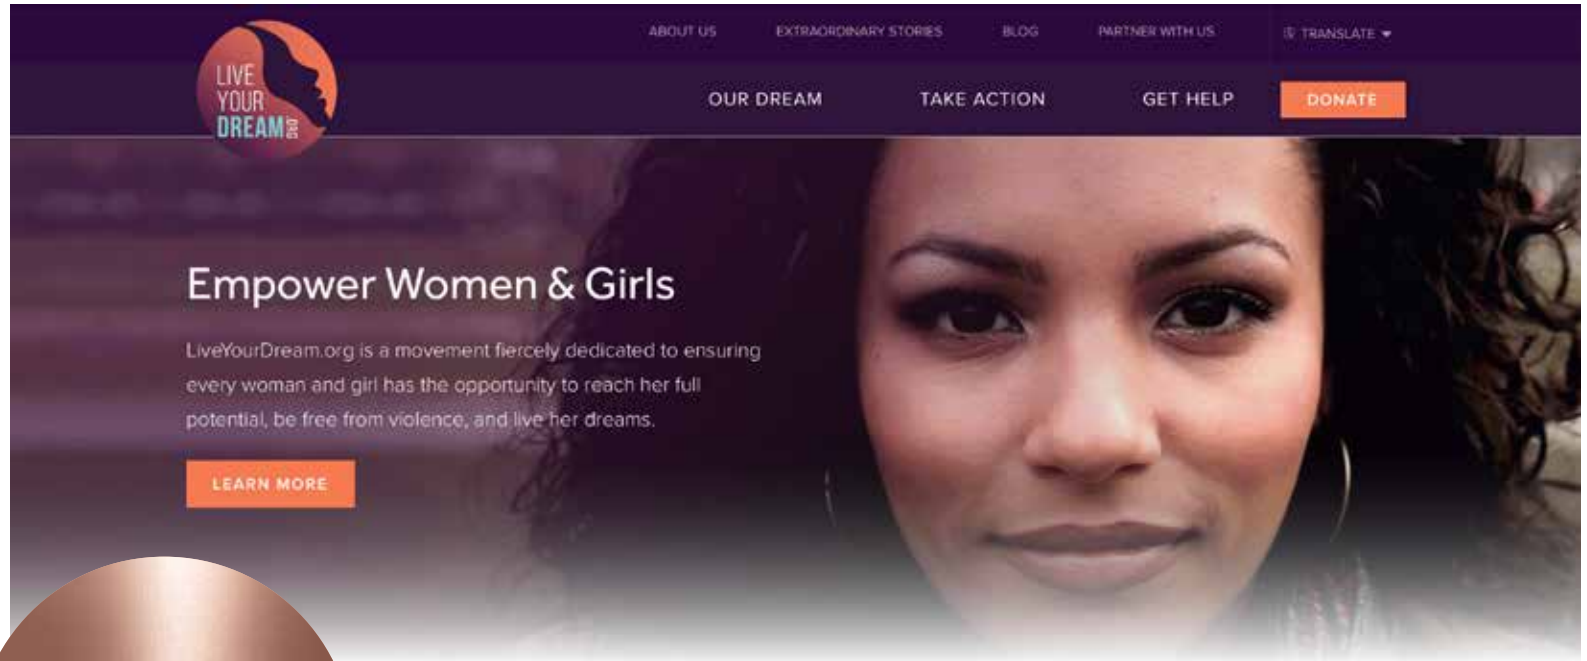 ABOUT US
EXTRAORDINARY STORIES
BLOG
PARTNER WITH US
TRANSLATE
LIVE
YOUR
DREAM
ORG
OUR DREAM
TAKE ACTION
GET HELP
DONATE
Empower Women & Girls
LiveYourDream.org is a movement fiercely dedicated to ensuring
every woman and girl has the opportunity to reach her full
potential, be free from violence, and live her dreams.
LEARN MORE